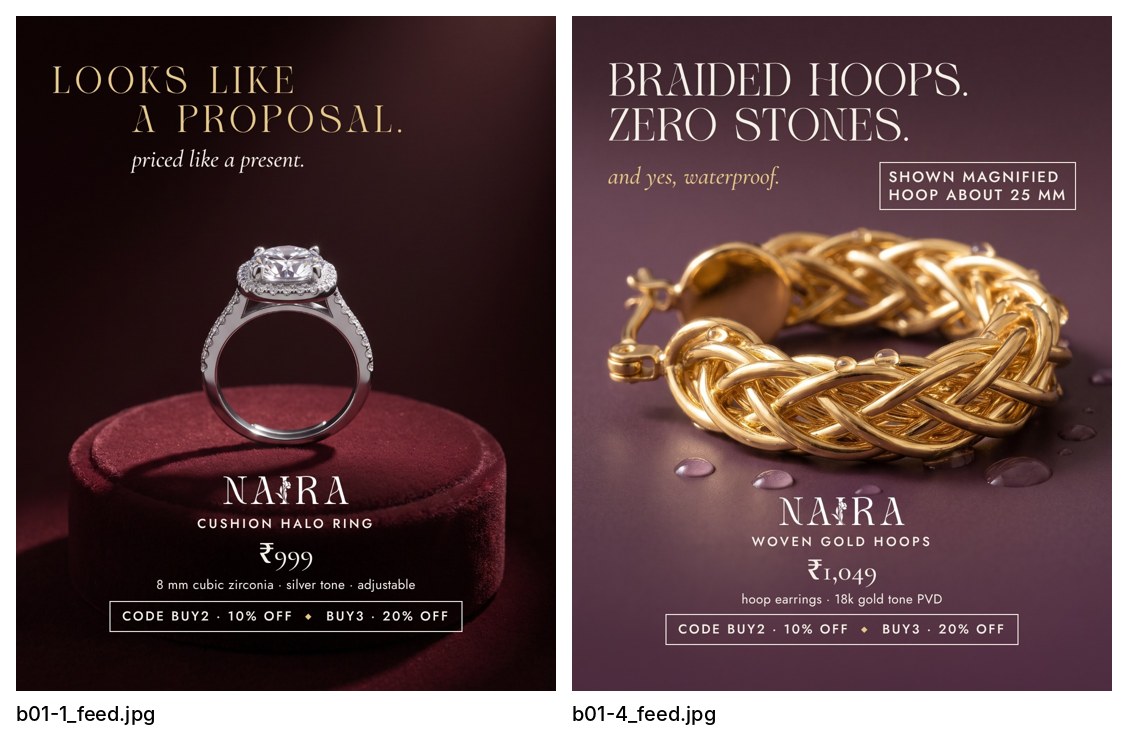 LOOKS LIKE
A PROPOSAL.
priced like a present.
NAIRA
CUSHION HALO RING
₹999
8 mm cubic zirconia · silver tone · adjustable
CODE BUY2 · 10% OFF ◆ BUY3 · 20% OFF
b01-1_feed.jpg
BRAIDED HOOPS.
ZERO STONES.
and yes, waterproof.
SHOWN MAGNIFIED
HOOP ABOUT 25 MM
NAIRA
WOVEN GOLD HOOPS
₹1,049
hoop earrings · 18k gold tone PVD
CODE BUY2 · 10% OFF ◆ BUY3 · 20% OFF
b01-4_feed.jpg